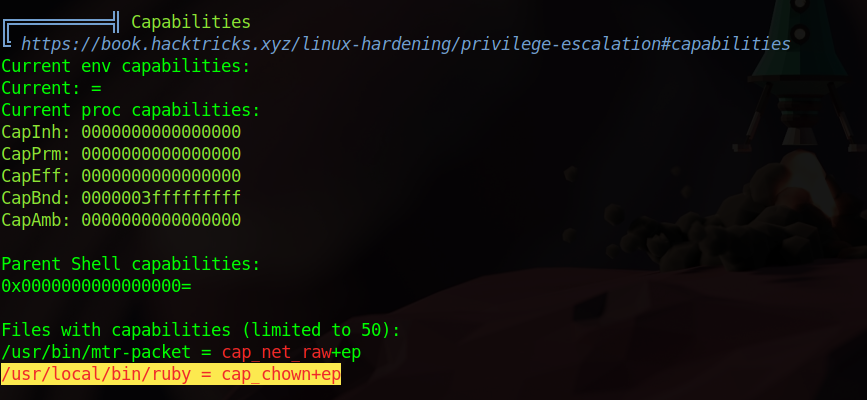 ╔══════════╣ Capabilities
╚ https://book.hacktricks.xyz/linux-hardening/privilege-escalation#capabilities
Current env capabilities:
Current: =
Current proc capabilities:
CapInh: 0000000000000000
CapPrm: 0000000000000000
CapEff: 0000000000000000
CapBnd: 0000003fffffffff
CapAmb: 0000000000000000
Parent Shell capabilities:
0x0000000000000000=
Files with capabilities (limited to 50):
/usr/bin/mtr-packet = cap_net_raw+ep
/usr/local/bin/ruby = cap_chown+ep